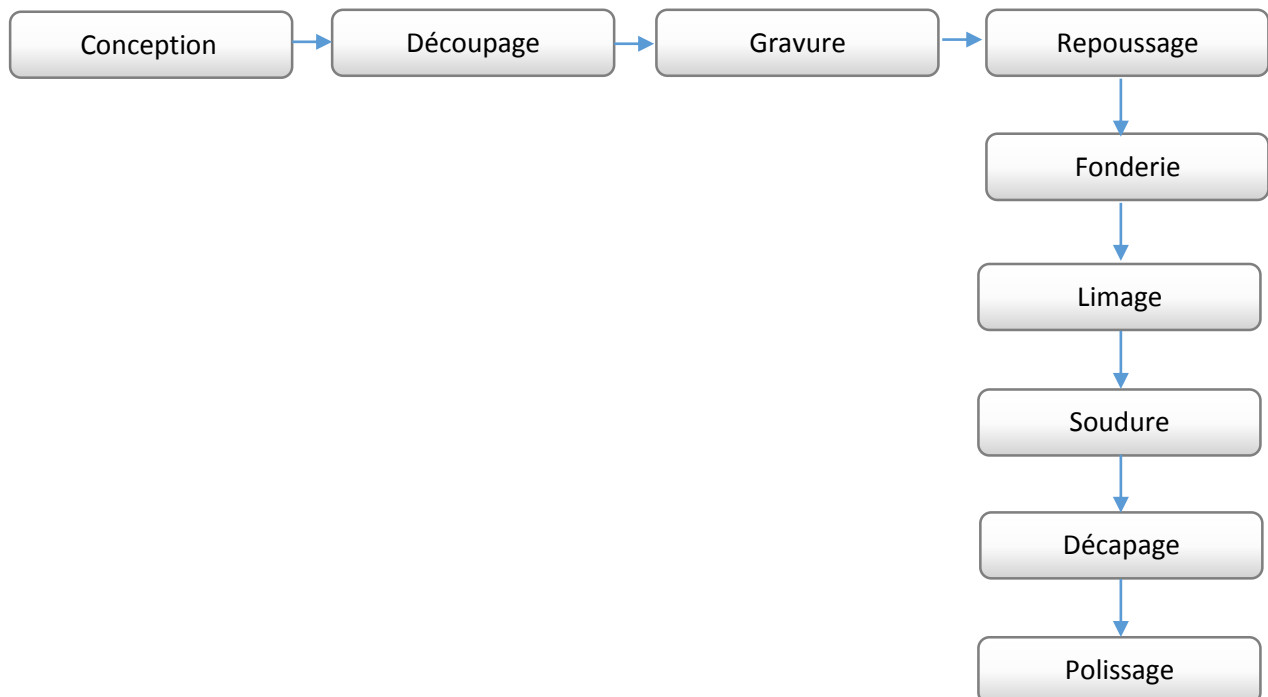 Conception
Découpage
Gravure
Repoussage
Fonderie
Limage
Soudure
Décapage
Polissage